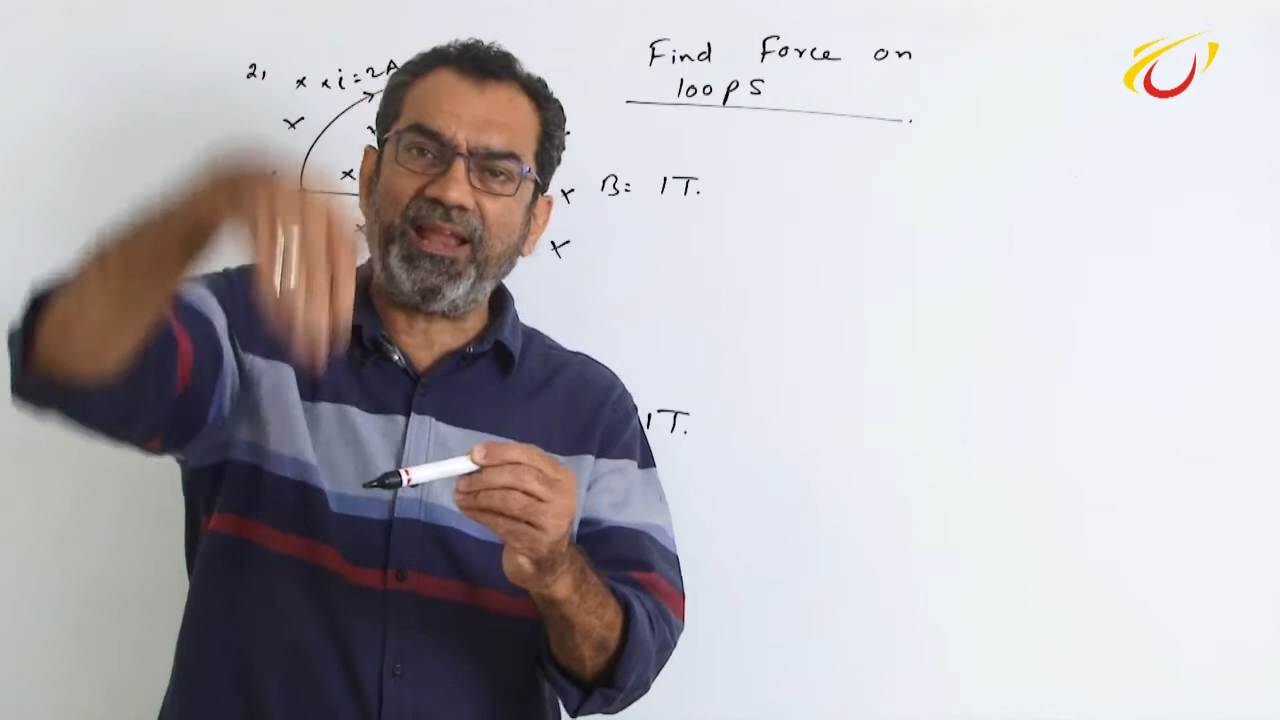 Find Force on
loops
2, x x i = 2A
x
x
x B = 1T.
x
1T.